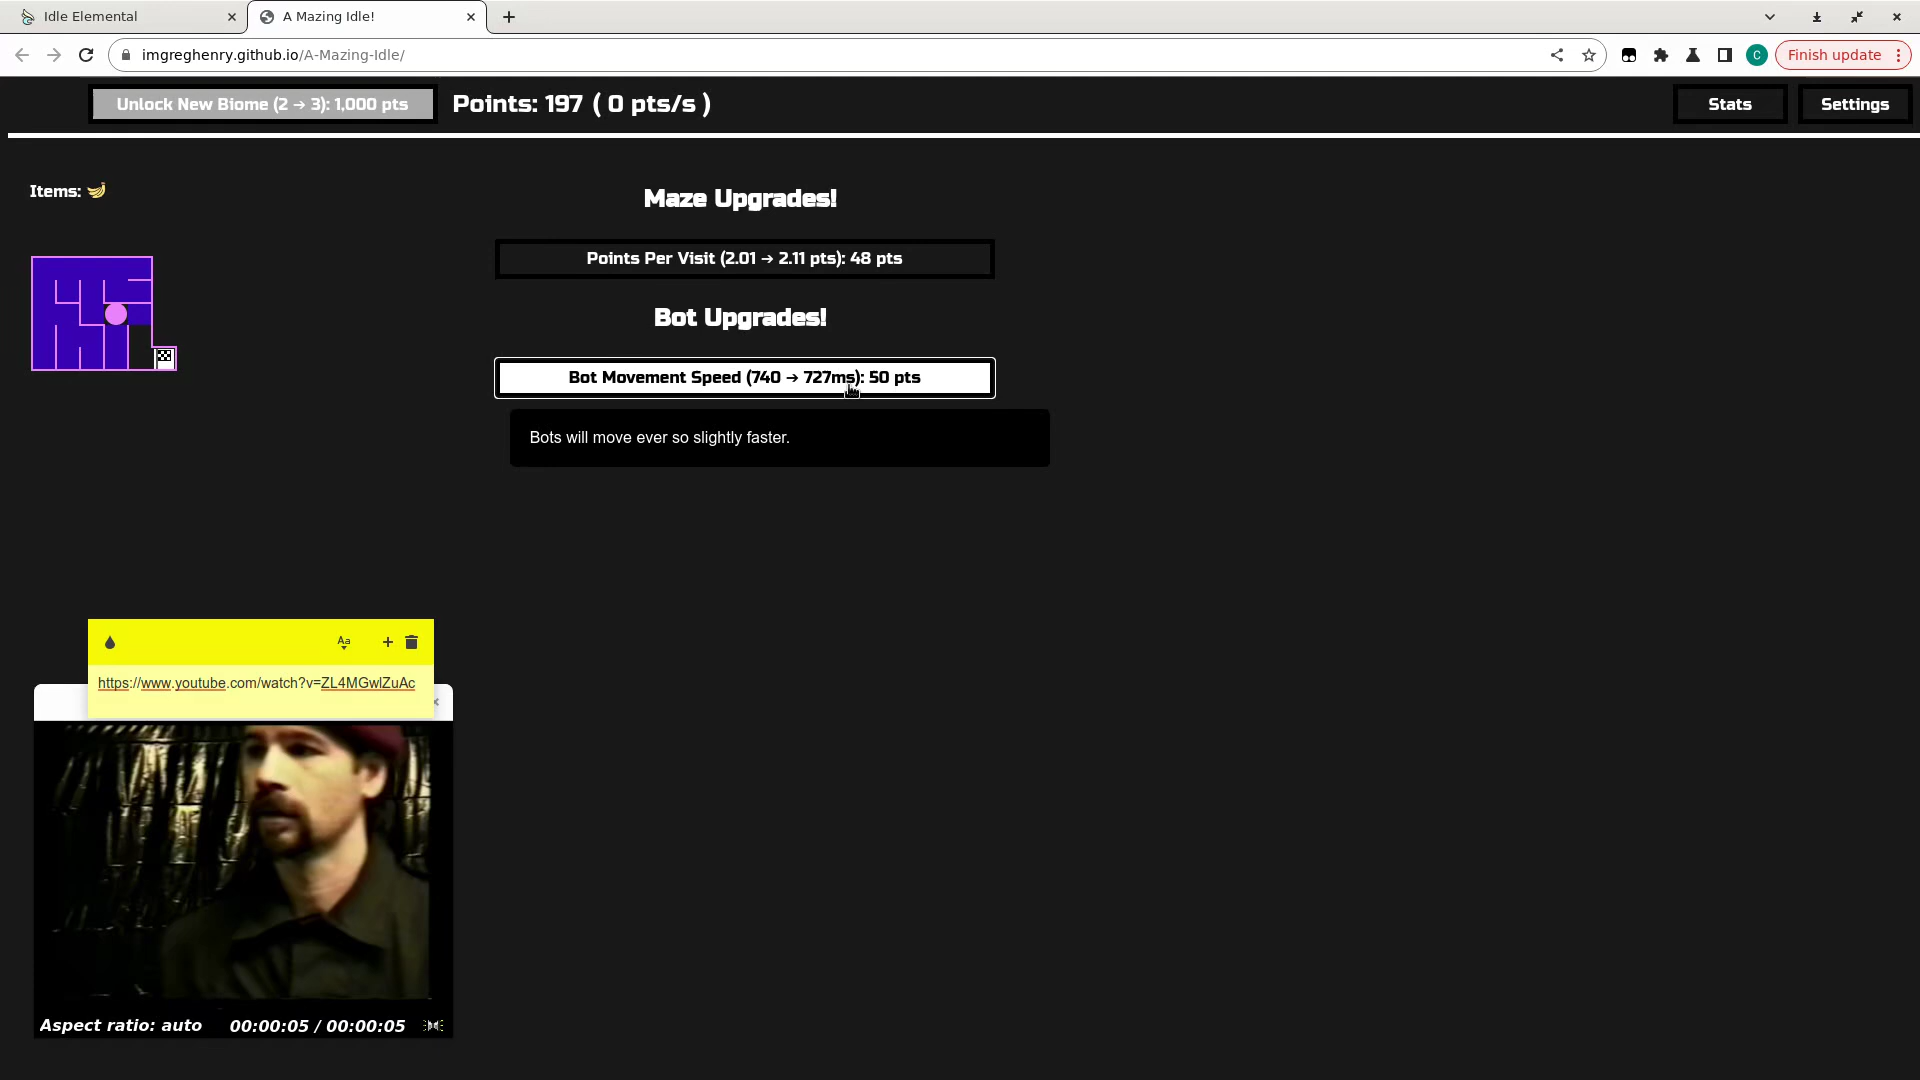 Idle Elemental
A Mazing Idle!
imgreghenry.github.io/A-Mazing-Idle/
C
Finish update
Unlock New Biome (2 → 3): 1,000 pts
Points: 197 ( 0 pts/s )
Stats
Settings
Items: 🍌
Maze Upgrades!
Points Per Visit (2.01 → 2.11 pts): 48 pts
Bot Upgrades!
Bot Movement Speed (740 → 727ms): 50 pts
Bots will move ever so slightly faster.
Aa
https://www.youtube.com/watch?v=ZL4MGwlZuAc
Aspect ratio: auto
00:00:05 / 00:00:05